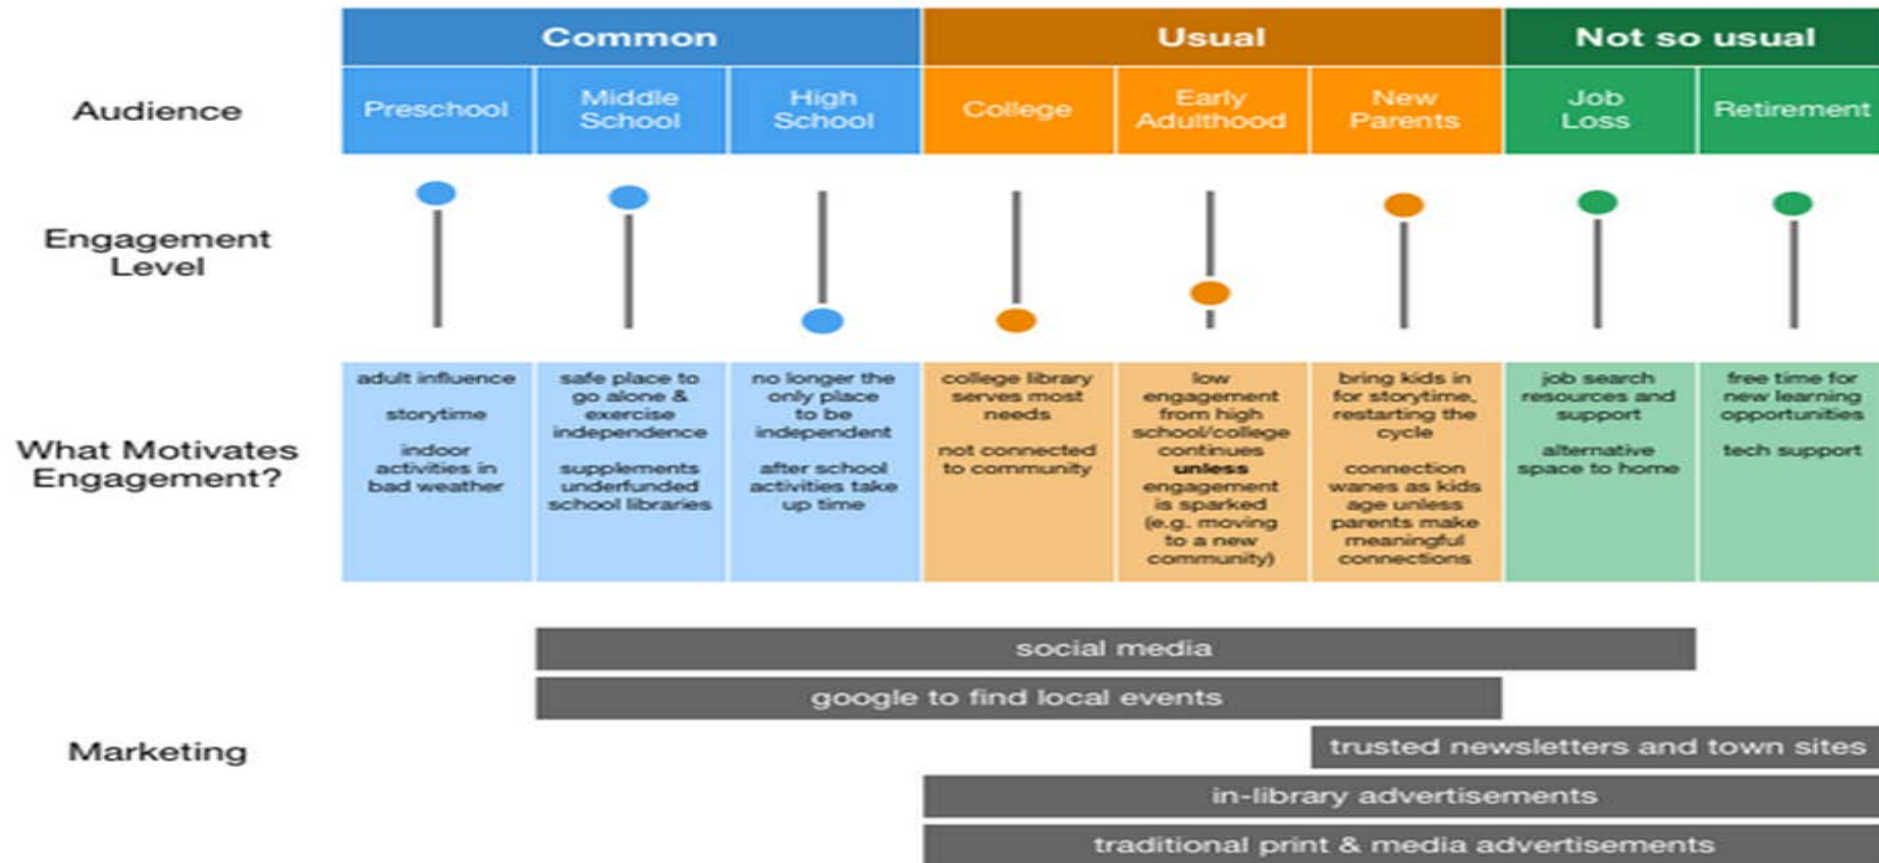 Common
Usual
Not so usual
Audience
Preschool
Middle
School
High
School
College
Early
Adulthood
New
Parents
Job
Loss
Retirement
Engagement
Level
What Motivates
Engagement?
adult influence
storytime
indoor
activities in
bad weather
safe place to
go alone &
exercise
independence
supplements
underfunded
school libraries
no longer the
only place
to be
independent
after school
activities take
up time
college library
serves most
needs
not connected
to community
low
engagement
from high
school/college
continues
unless
engagement
is sparked
(e.g. moving
to a new
community)
bring kids in
for storytime,
restarting the
cycle
connection
wanes as kids
age unless
parents make
meaningful
connections
job search
resources and
support
alternative
space to home
free time for
new learning
opportunities
tech support
Marketing
social media
google to find local events
trusted newsletters and town sites
in-library advertisements
traditional print & media advertisements